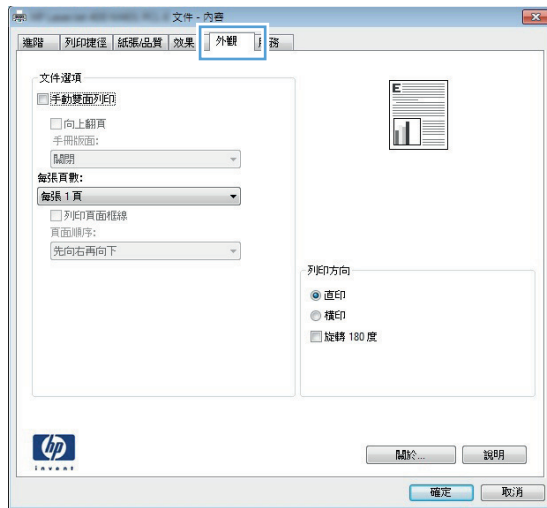 文件 - 內容
進階 列印捷徑 紙張/品質 效果 外觀 服務
文件選項
手動雙面列印
向上翻頁
手冊版面:
關閉
每張頁數:
每張 1 頁
列印頁面框線
頁面順序:
先向右再向下
E
列印方向
直印
橫印
旋轉 180 度
hp
invent
關於... 說明
確定 取消